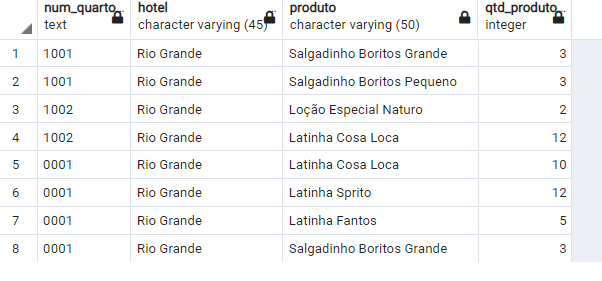 num_quarto.. hotel produto qtd_produto..
text character varying (45) character varying (50) integer
1 1001 Rio Grande Salgadinho Boritos Grande 3
2 1001 Rio Grande Salgadinho Boritos Pequeno 3
3 1002 Rio Grande Loção Especial Naturo 2
4 1002 Rio Grande Latinha Cosa Loca 12
5 0001 Rio Grande Latinha Cosa Loca 10
6 0001 Rio Grande Latinha Sprito 12
7 0001 Rio Grande Latinha Fantos 5
8 0001 Rio Grande Salgadinho Boritos Grande 3